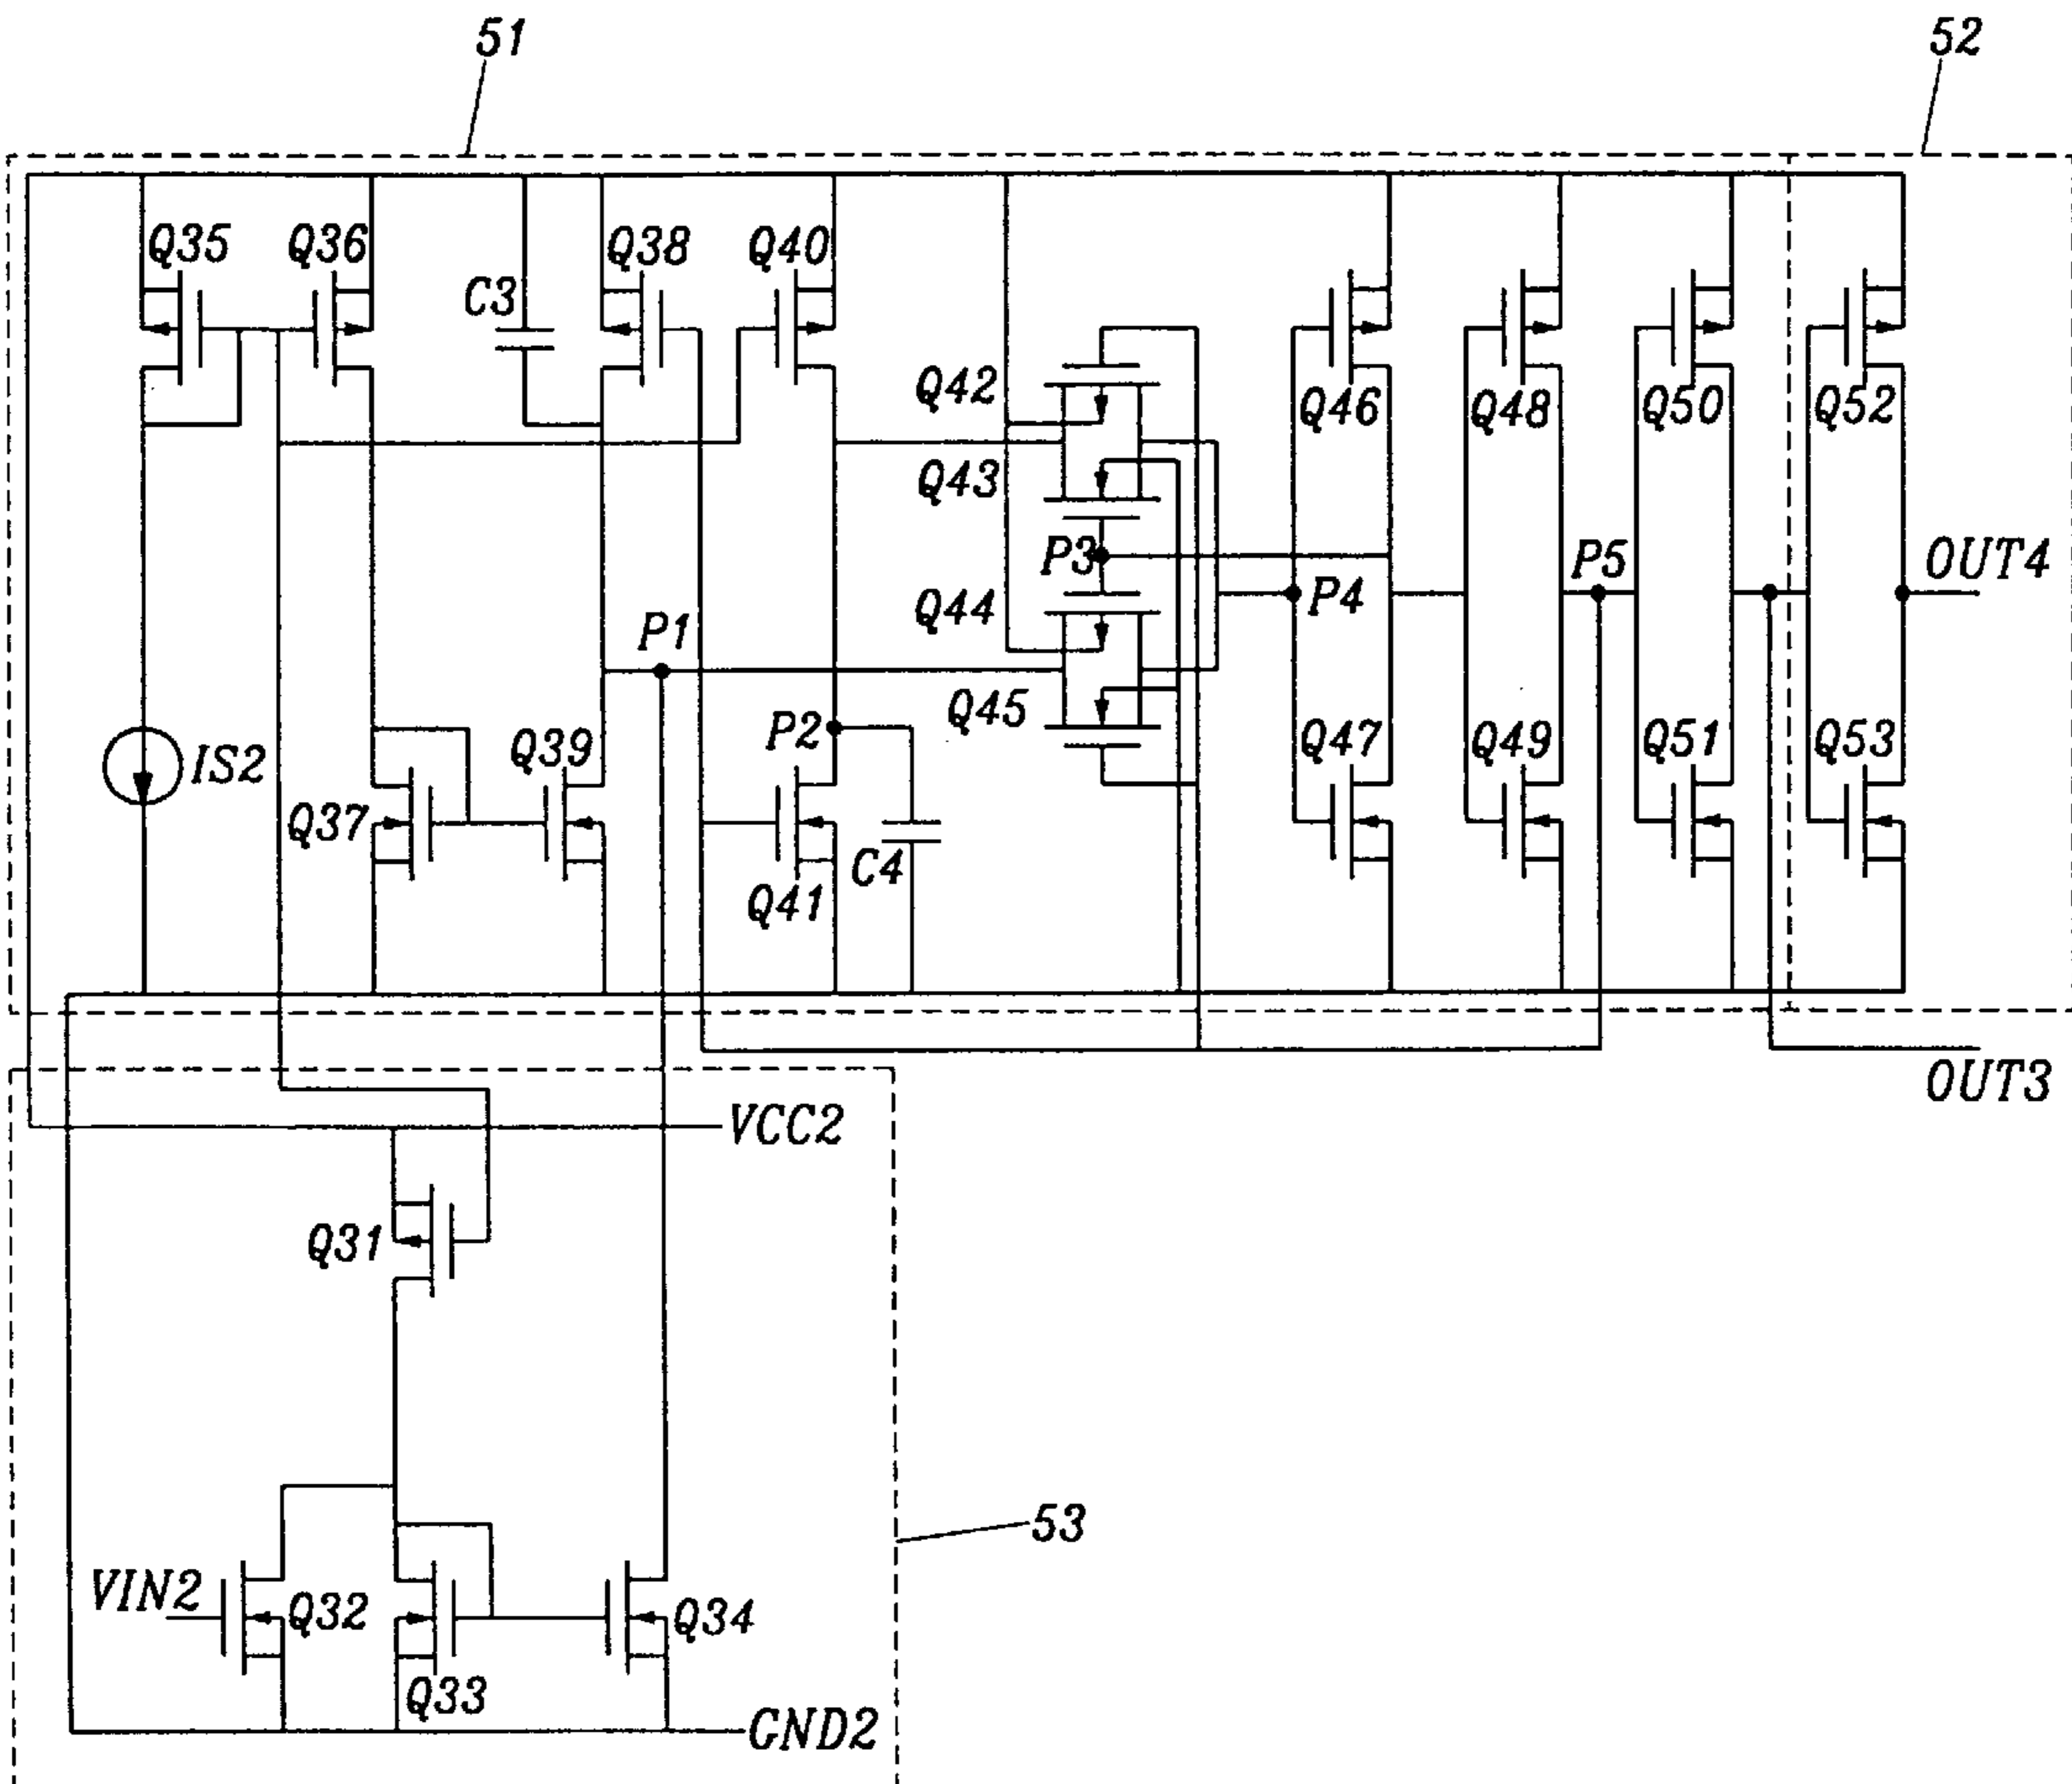 51
52
Q35
Q36
Q38
Q40
C3
Q42
Q46
Q48
Q50
Q52
Q43
P3
P5
OUT4
Q44
P4
P1
Q45
P2
Q39
IS2
Q47
Q49
Q51
Q53
Q37
C4
Q41
OUT3
VCC2
Q31
53
VIN2
Q32
Q34
Q33
GND2